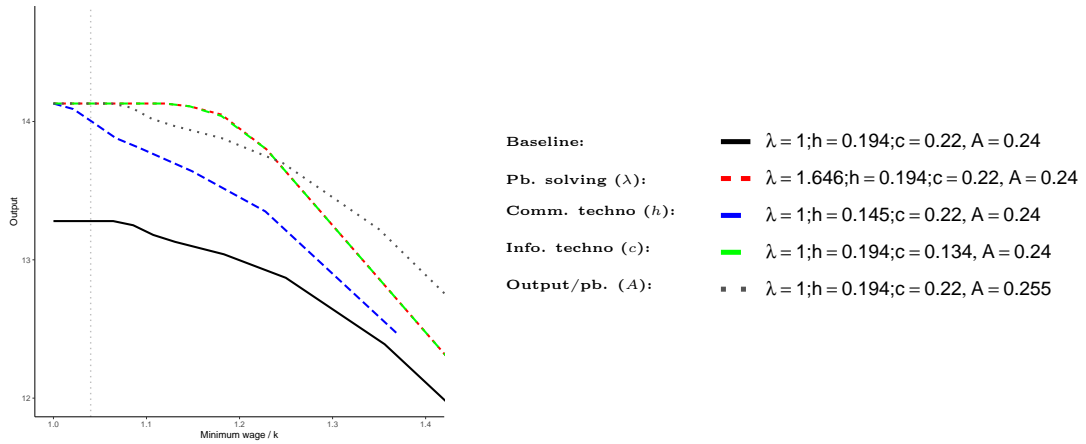 Output
14
13
12
1.0
1.1
1.2
1.3
1.4
Minimum wage / k
Baseline: λ = 1;h = 0.194;c = 0.22, A = 0.24
Pb. solving (λ): λ = 1.646;h = 0.194;c = 0.22, A = 0.24
Comm. techno (h): λ = 1;h = 0.145;c = 0.22, A = 0.24
Info. techno (c): λ = 1;h = 0.194;c = 0.134, A = 0.24
Output/pb. (A): λ = 1;h = 0.194;c = 0.22, A = 0.255